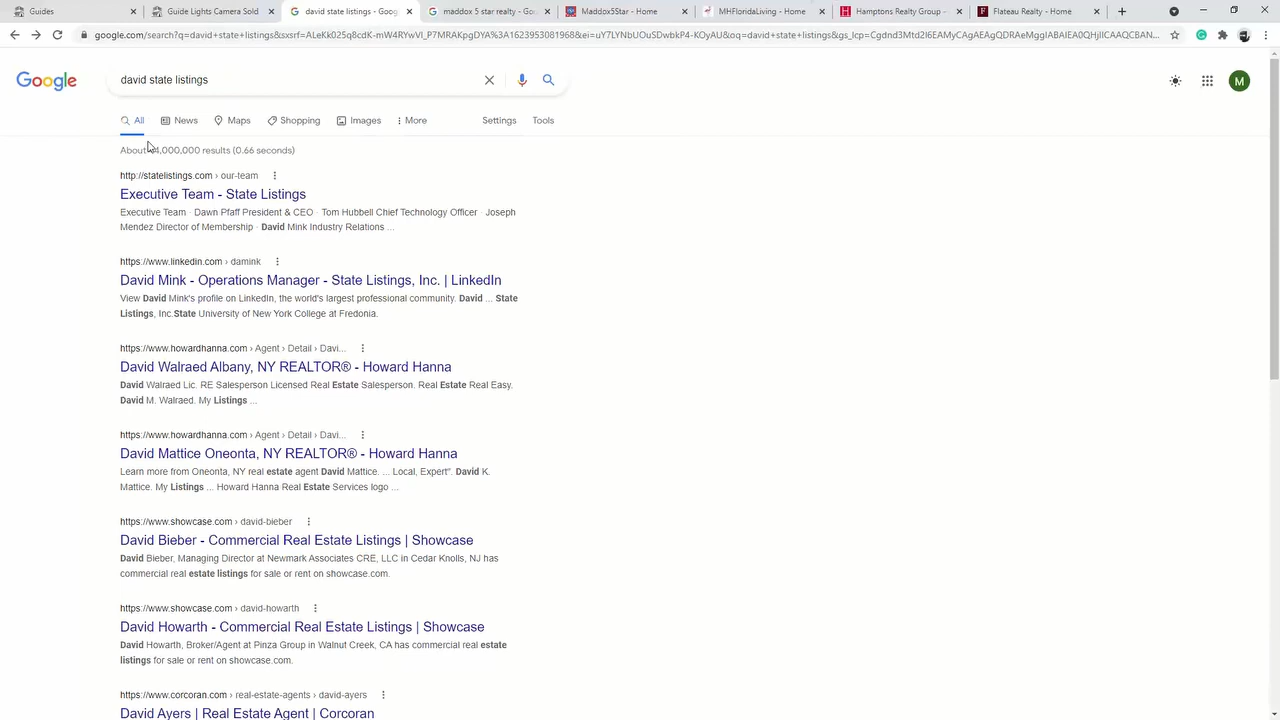 Guides
Guide Lights Camera Sold
david state listings - Goog
maddox 5 star realty - Goo
Maddox5Star - Home
MHFloridaLiving - Home
Hamptons Realty Group -
Flateau Realty - Home
google.com/search?q=david+state+listings&sxsrf=
Google
david state listings
M
All
News
Maps
Shopping
Images
More
Settings
Tools
About 4,000,000 results (0.66 seconds)
http://statelistings.com › our-team
Executive Team - State Listings
Executive Team · Dawn Pfaff President & CEO · Tom Hubbell Chief Technology Officer · Joseph
Mendez Director of Membership · David Mink Industry Relations ...
https://www.linkedin.com › damink
David Mink - Operations Manager - State Listings, Inc. | LinkedIn
View David Mink's profile on LinkedIn, the world's largest professional community. David ... State
Listings, Inc.State University of New York College at Fredonia.
https://www.howardhanna.com › Agent › Detail › Davi...
David Walraed Albany, NY REALTOR® - Howard Hanna
David Walraed Lic. RE Salesperson Licensed Real Estate Salesperson. Real Estate Real Easy.
David M. Walraed. My Listings ...
https://www.howardhanna.com › Agent › Detail › Davi...
David Mattice Oneonta, NY REALTOR® - Howard Hanna
Learn more from Oneonta, NY real estate agent David Mattice. ... Local, Expert". David K.
Mattice. My Listings ... Howard Hanna Real Estate Services logo ...
https://www.showcase.com › david-bieber
David Bieber - Commercial Real Estate Listings | Showcase
David Bieber, Managing Director at Newmark Associates CRE, LLC in Cedar Knolls, NJ has
commercial real estate listings for sale or rent on showcase.com.
https://www.showcase.com › david-howarth
David Howarth - Commercial Real Estate Listings | Showcase
David Howarth, Broker/Agent at Pinza Group in Walnut Creek, CA has commercial real estate
listings for sale or rent on showcase.com.
https://www.corcoran.com › real-estate-agents › david-ayers
David Ayers | Real Estate Agent | Corcoran